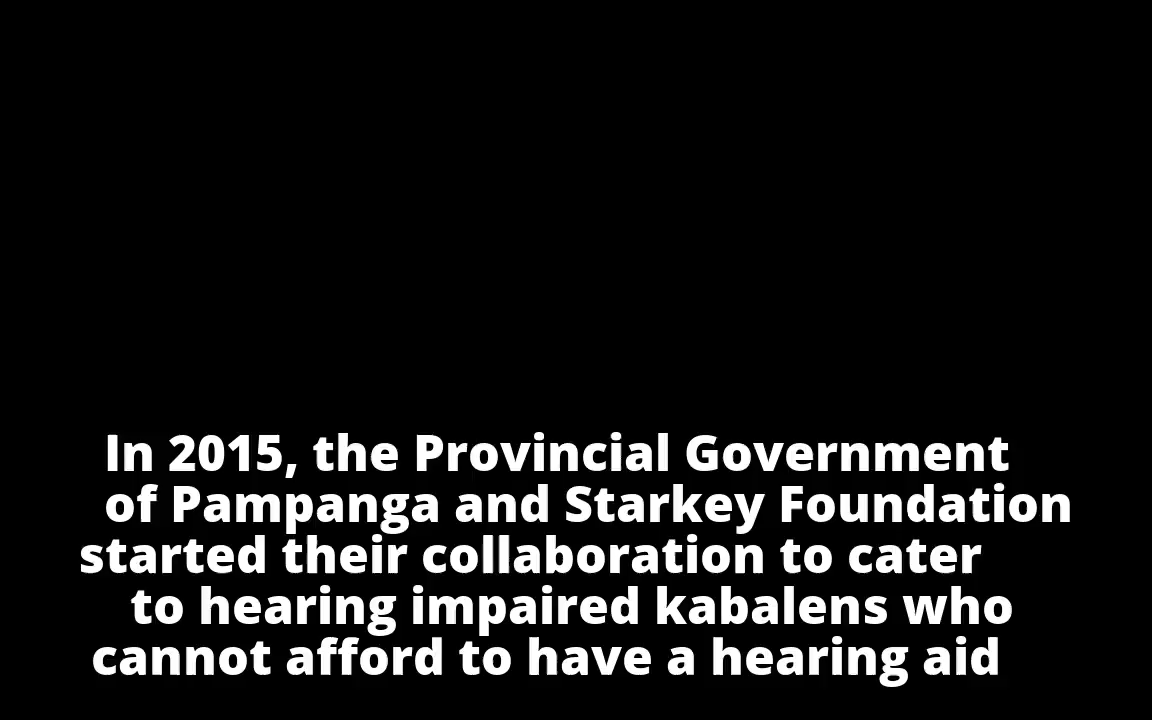 In 2015, the Provincial Government
of Pampanga and Starkey Foundation
started their collaboration to cater
to hearing impaired kabalens who
cannot afford to have a hearing aid